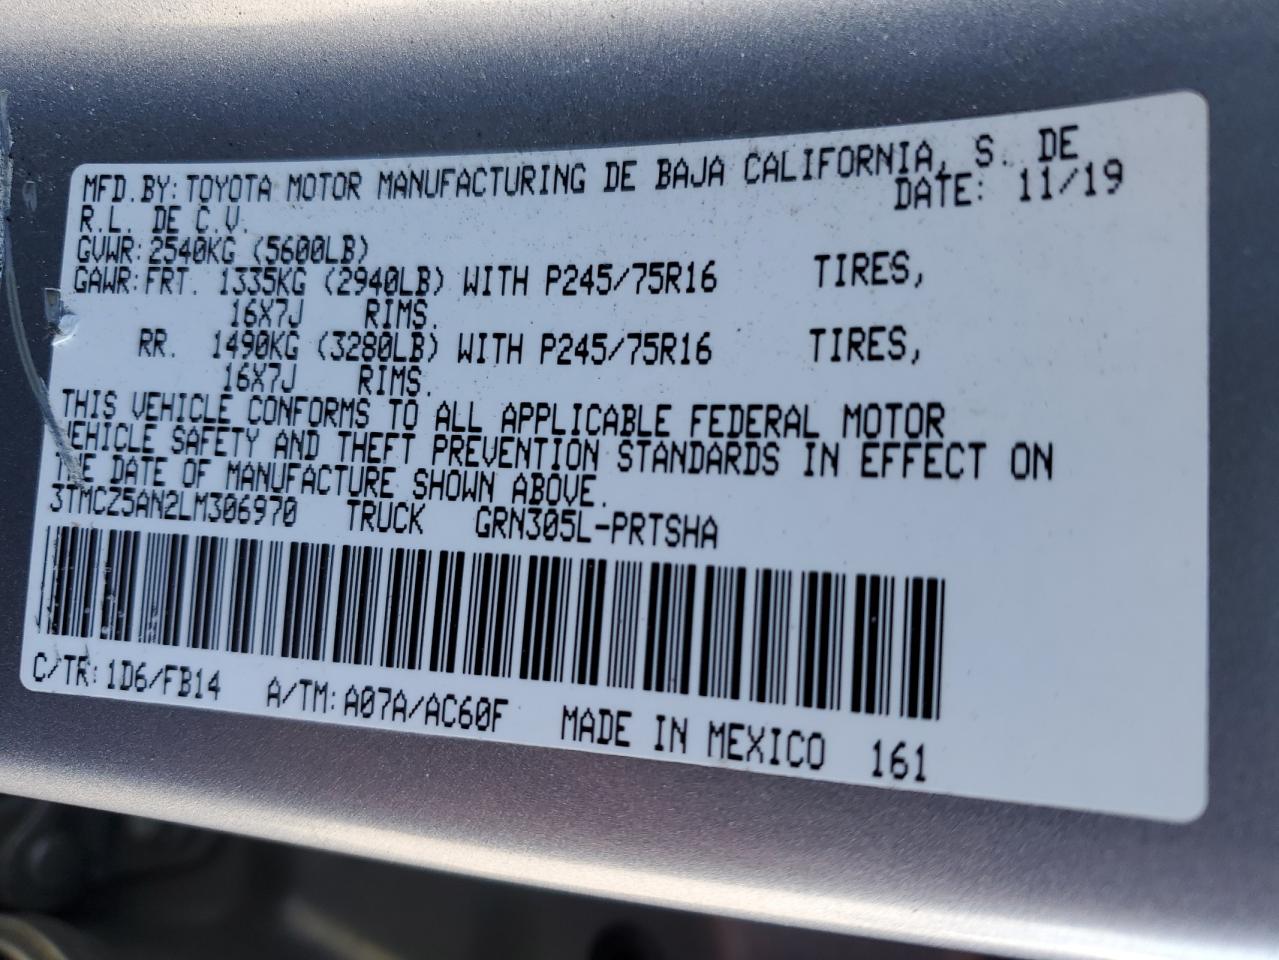 MFD.BY:TOYOTA MOTOR MANUFACTURING DE BAJA CALIFORNIA, S. DE
R.L. DE C.V. DATE: 11/19
GVWR:2540KG (5600LB)
GAWR:FRT. 1335KG (2940LB) WITH P245/75R16 TIRES,
16X7J RIMS.
RR. 1490KG (3280LB) WITH P245/75R16 TIRES,
16X7J RIMS.
THIS VEHICLE CONFORMS TO ALL APPLICABLE FEDERAL MOTOR
VEHICLE SAFETY AND THEFT PREVENTION STANDARDS IN EFFECT ON
THE DATE OF MANUFACTURE SHOWN ABOVE.
3TMCZ5AN2LM306970 TRUCK GRN305L-PRTSHA
C/TR:1D6/FB14 A/TM:A07A/AC60F MADE IN MEXICO 161